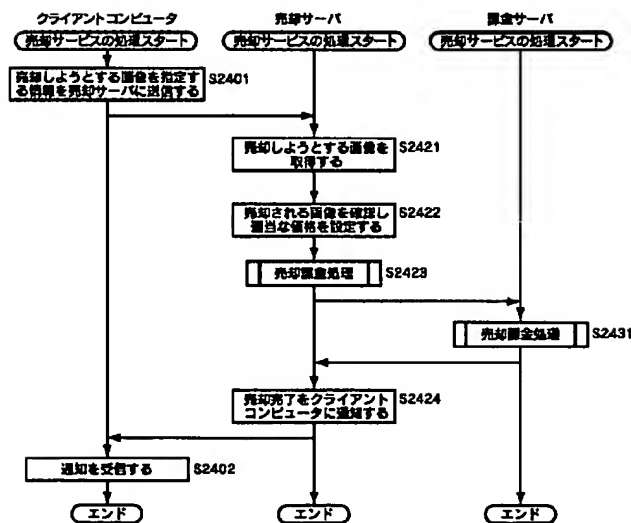 クライアントコンピュータ
売却サーバ
課金サーバ
売却サービスの処理スタート
売却サービスの処理スタート
売却サービスの処理スタート
売却しようとする画像を指定す
る情報を売却サーバに送信する
S2401
売却しようとする画像を
取得する
S2421
売却される画像を確認し
適当な価格を設定する
S2422
売却課金処理
S2423
売却課金処理
S2431
売却完了をクライアント
コンピュータに通知する
S2424
通知を受信する
S2402
エンド
エンド
エンド